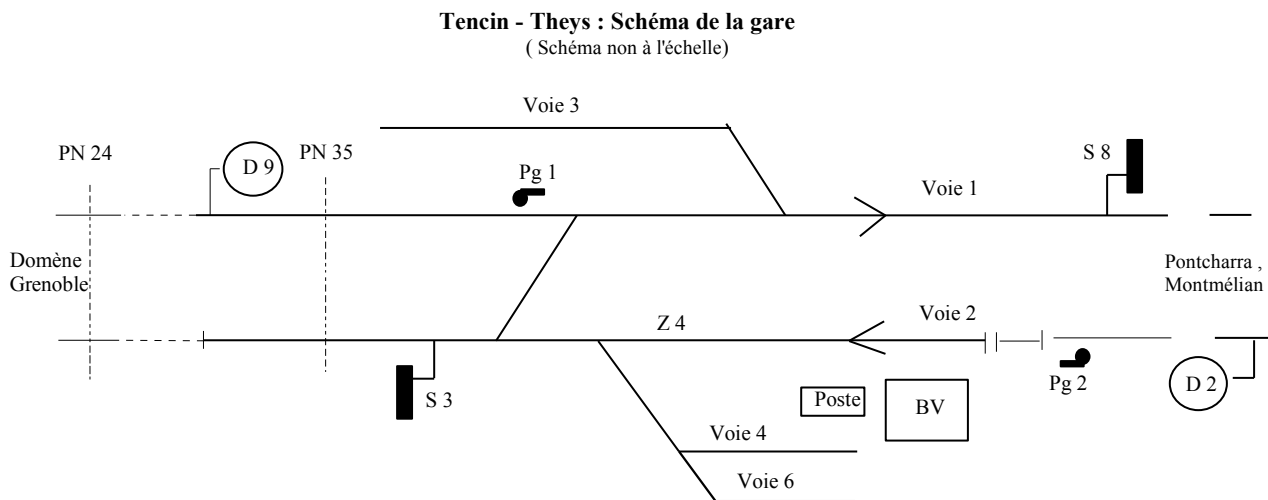 Tencin - Theys : Schéma de la gare
( Schéma non à l'échelle)
Voie 3
PN 24
D 9
PN 35
Pg 1
S 8
Voie 1
Domène
Grenoble
Pontcharra ,
Montmélian
Z 4
Voie 2
S 3
Poste
BV
Pg 2
D 2
Voie 4
Voie 6